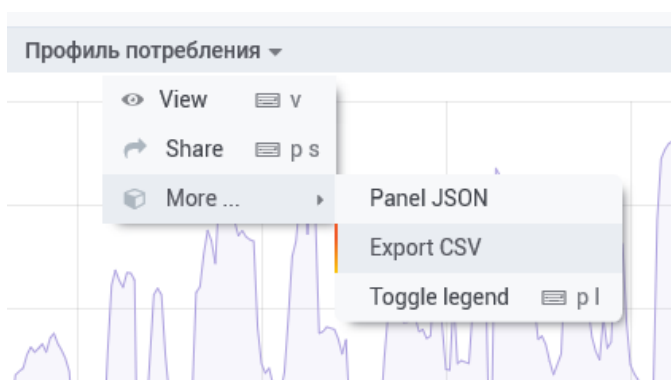 Профиль потребления
View v
Share p s
More ...
Panel JSON
Export CSV
Toggle legend p l